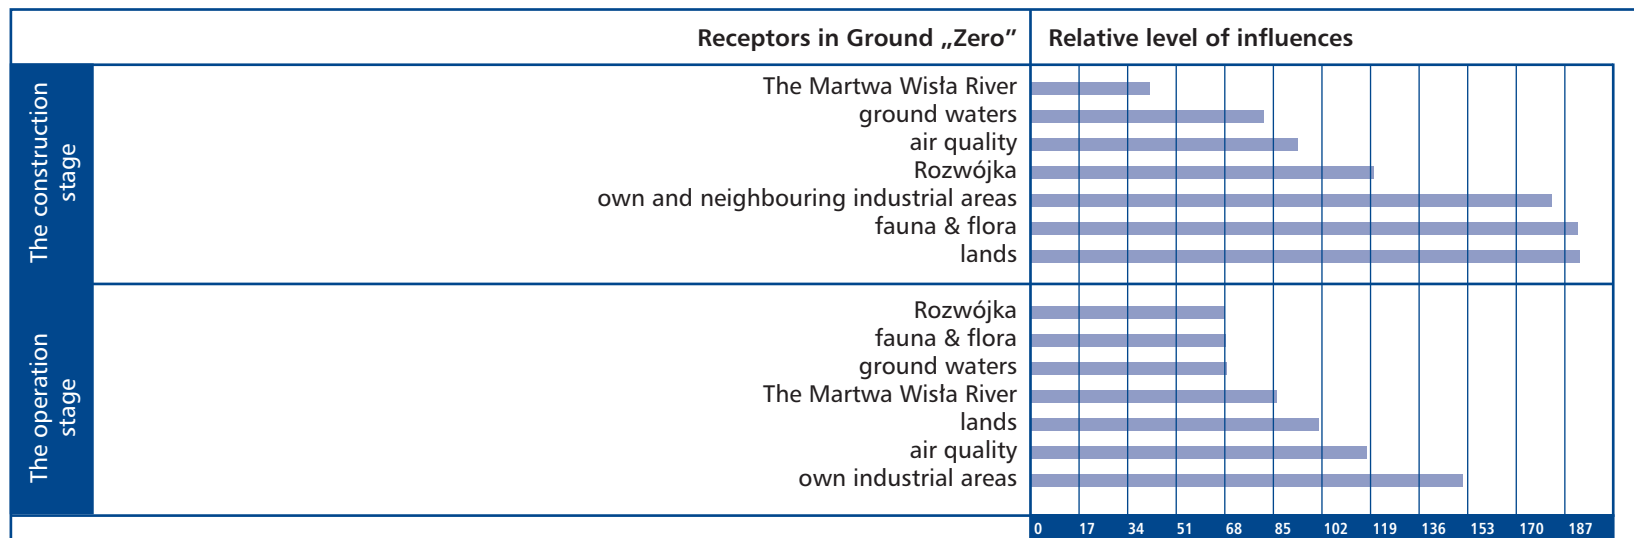 Receptors in Ground „Zero” Relative level of influences
The construction
stage
The Martwa Wisła River
ground waters
air quality
Rozwójka
own and neighbouring industrial areas
fauna & flora
lands
The operation
stage
Rozwójka
fauna & flora
ground waters
The Martwa Wisła River
lands
air quality
own industrial areas
0 17 34 51 68 85 102 119 136 153 170 187